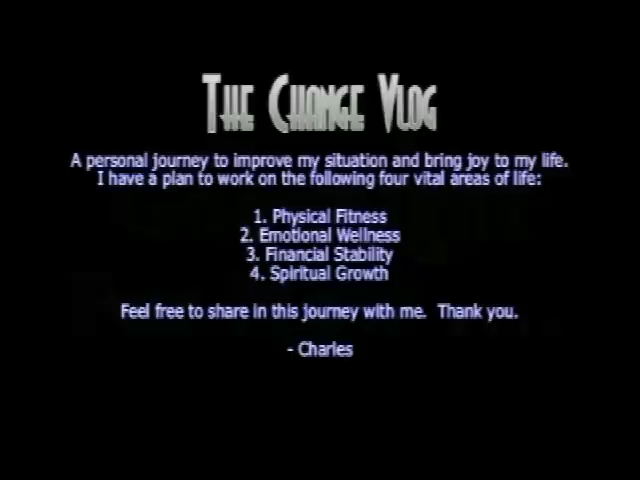 The Change Vlog
A personal journey to improve my situation and bring joy to my life.
I have a plan to work on the following four vital areas of life:
1. Physical Fitness
2. Emotional Wellness
3. Financial Stability
4. Spiritual Growth
Feel free to share in this journey with me.  Thank you.
- Charles